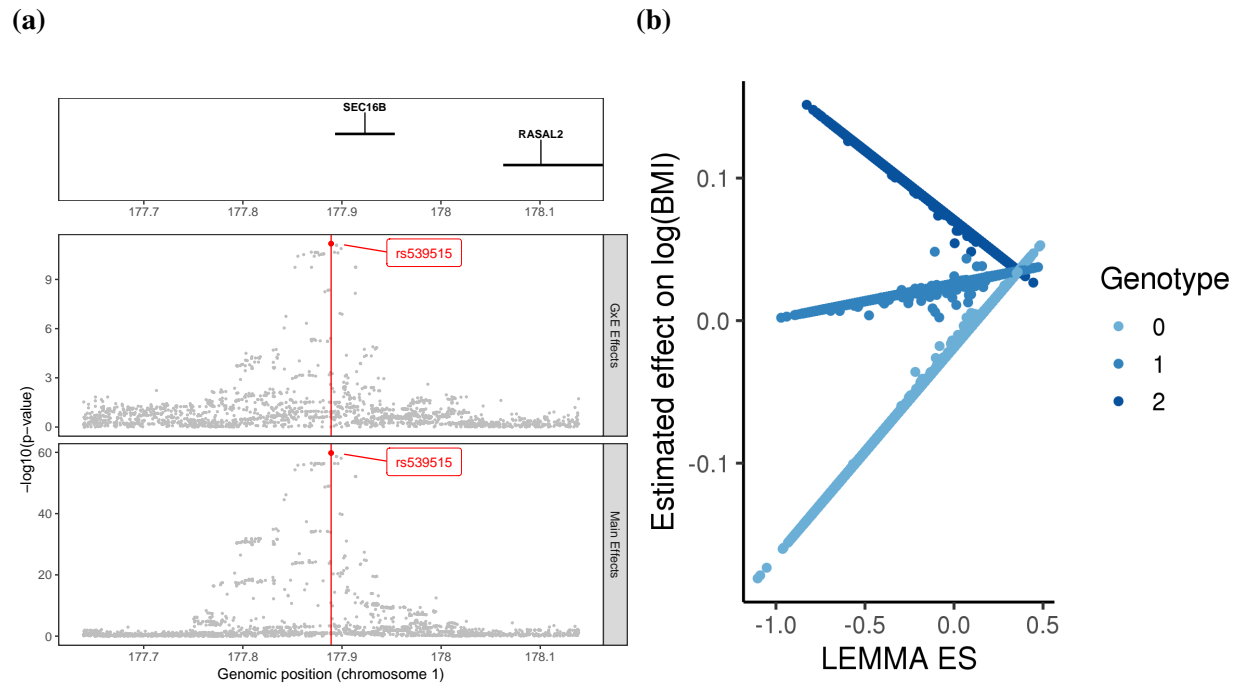 (a)
(b)
SEC16B
RASAL2
177.7 177.8 177.9 178 178.1
−log10(p−value)
9
6
3
0
rs539515
GxE Effects
60
40
20
0
rs539515
Main Effects
177.7 177.8 177.9 178 178.1
Genomic position (chromosome 1)
Estimated effect on log(BMI)
0.1
0.0
-0.1
-1.0 -0.5 0.0 0.5
LEMMA ES
Genotype
0
1
2